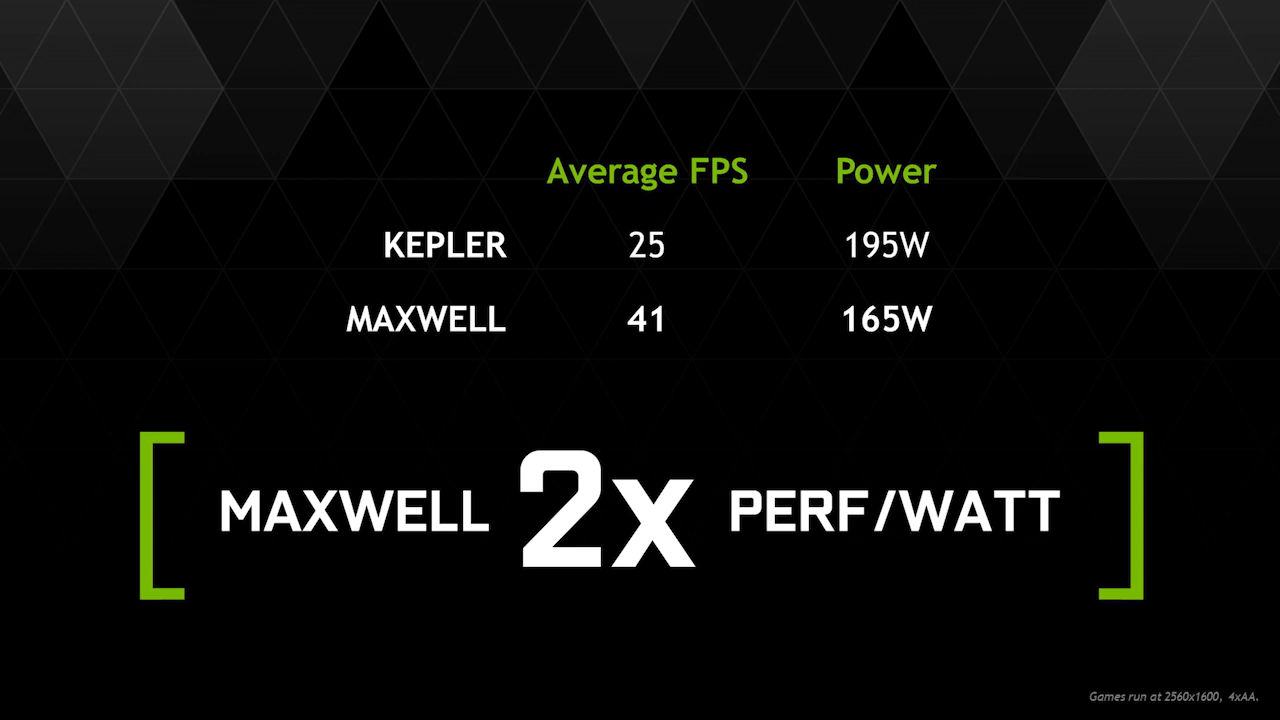 Average FPS Power
KEPLER 25 195W
MAXWELL 41 165W
MAXWELL 2x PERF/WATT
Games run at 2560x1600, 4xAA.